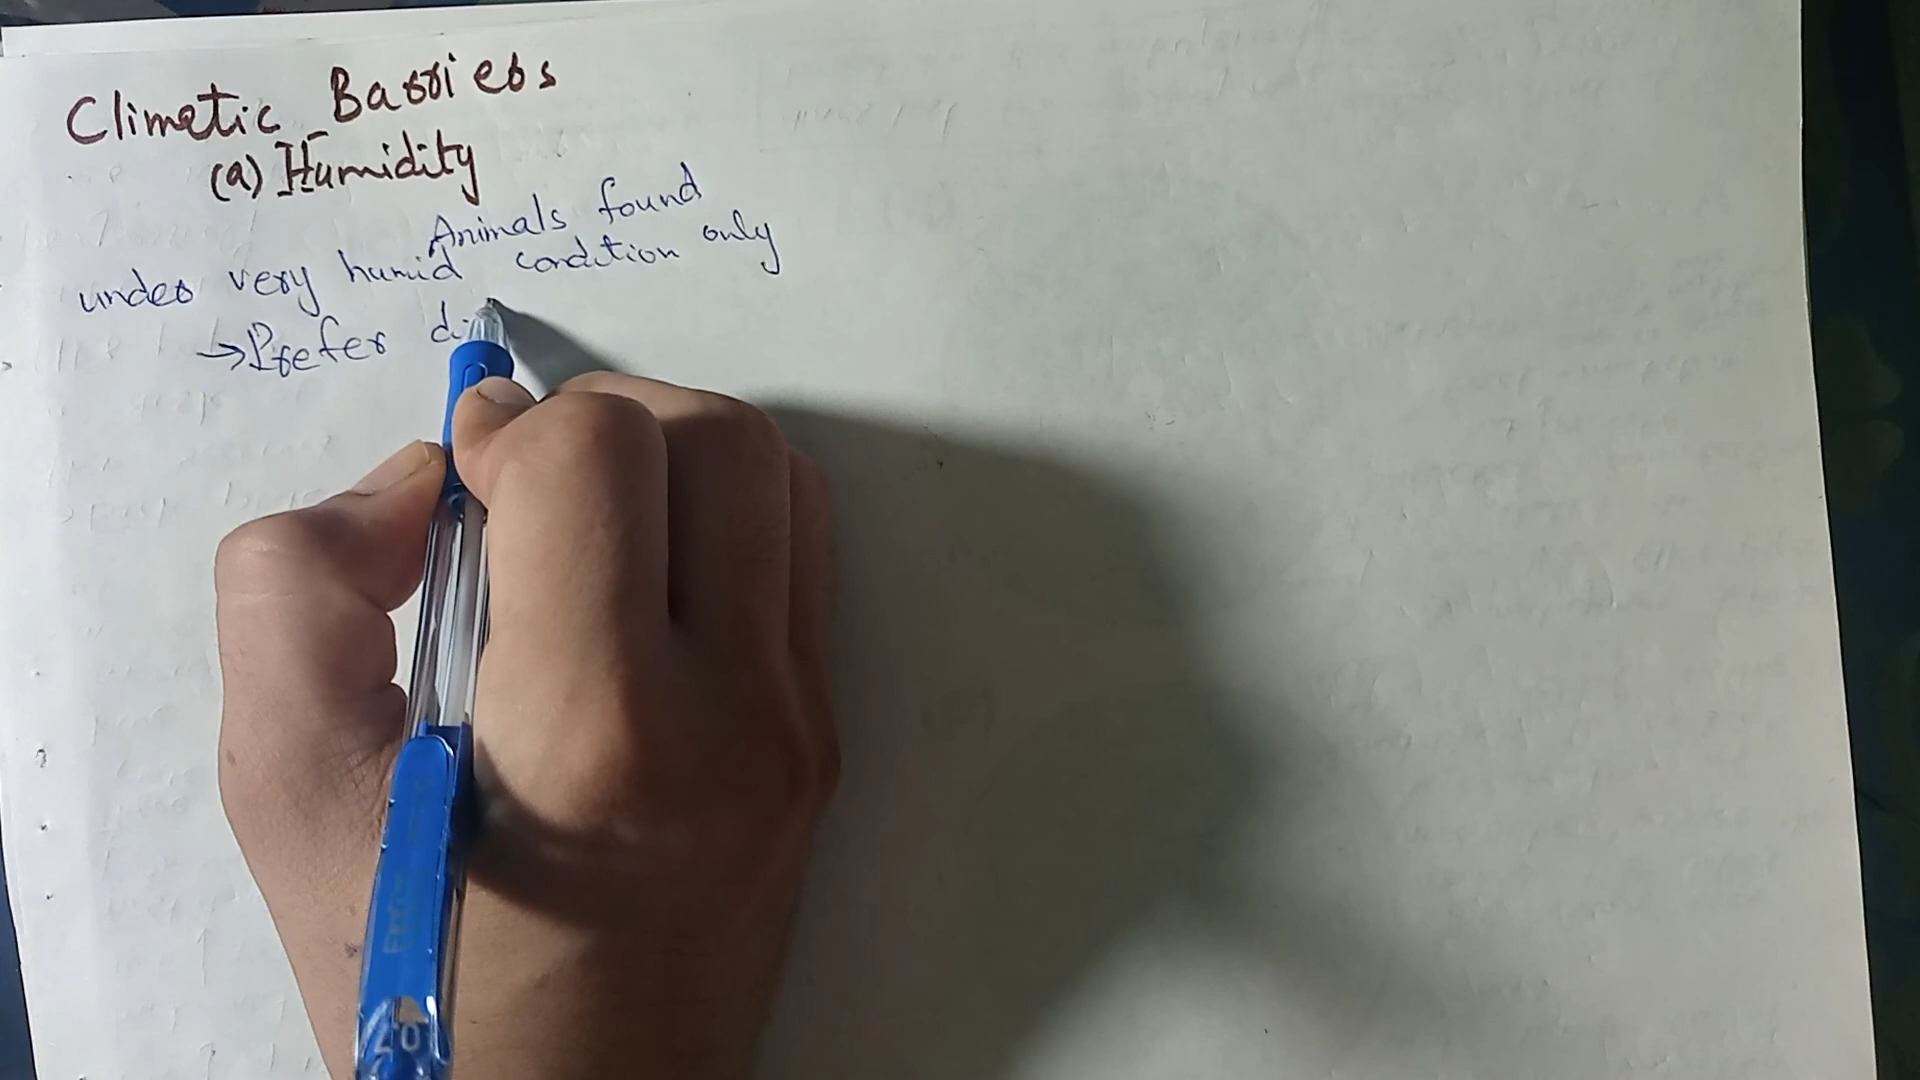 Climatic Barriers
(a) Humidity
Animals found
under very humid condition only
→Prefer